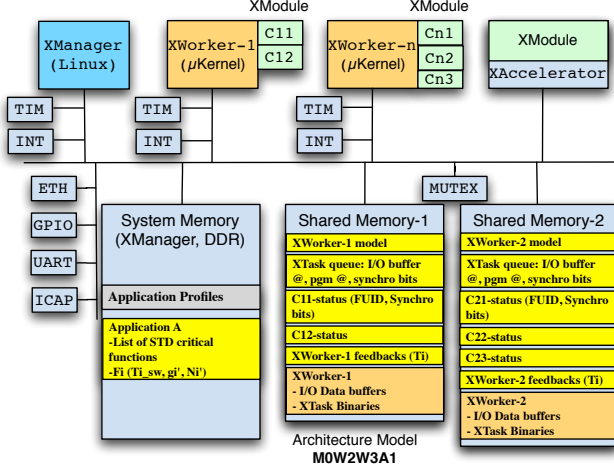 XModule
XModule
XManager
(Linux)
XWorker-1
(µKernel)
C11
C12
XWorker-n
(µKernel)
Cn1
Cn2
Cn3
XModule
XAccelerator
TIM
INT
TIM
INT
TIM
INT
ETH
GPIO
UART
ICAP
MUTEX
System Memory
(XManager, DDR)
Application Profiles
Application A
-List of STD critical
functions
-Fi (Ti_sw, gi', Ni')
Shared Memory-1
XWorker-1 model
XTask queue: I/O buffer
@, pgm @, synchro bits
C11-status (FUID, Synchro
bits)
C12-status
XWorker-1 feedbacks (Ti)
XWorker-1
- I/O Data buffers
- XTask Binaries
Shared Memory-2
XWorker-2 model
XTask queue: I/O buffer
@, pgm @, synchro bits
C21-status (FUID, Synchro
bits)
C22-status
C23-status
XWorker-2 feedbacks (Ti)
XWorker-2
- I/O Data buffers
- XTask Binaries
Architecture Model
M0W2W3A1